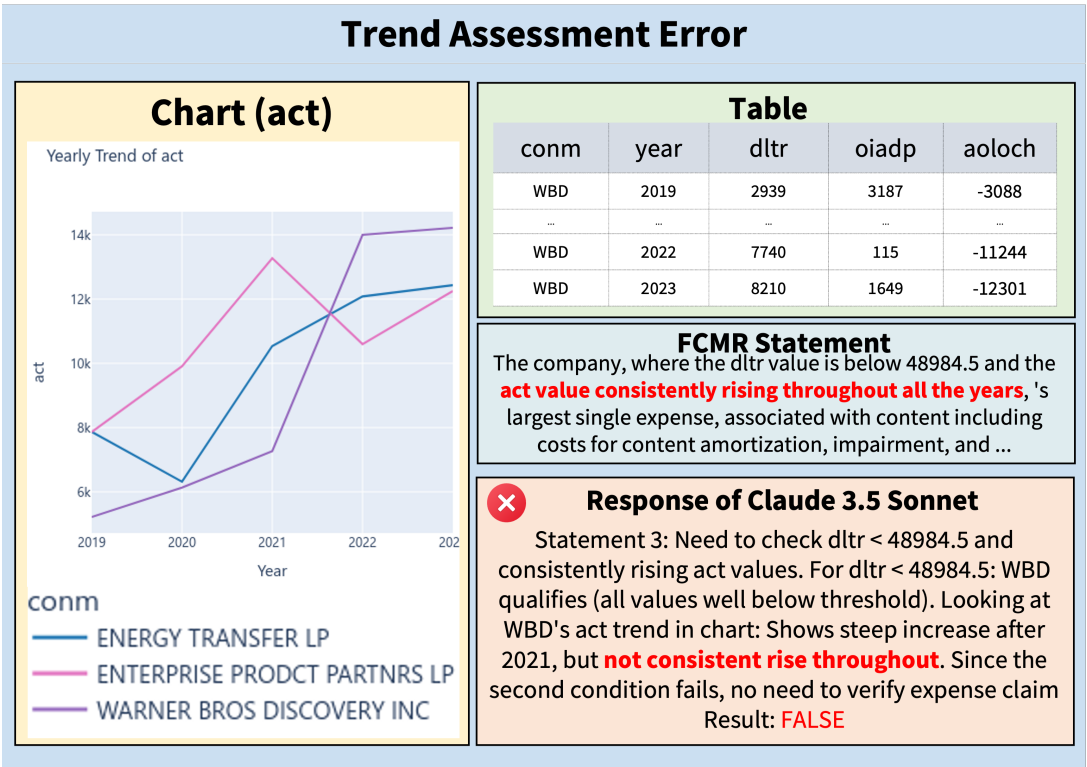 Trend Assessment Error
Chart (act)
Yearly Trend of act
14k
12k
10k
8k
6k
act
2019 2020 2021 2022 202
Year
conm
ENERGY TRANSFER LP
ENTERPRISE PRODCT PARTNRS LP
WARNER BROS DISCOVERY INC
Table
conm year dltr oiadp aoloch
WBD 2019 2939 3187 -3088
... ... ... ... ...
WBD 2022 7740 115 -11244
WBD 2023 8210 1649 -12301
FCMR Statement
The company, where the dltr value is below 48984.5 and the
act value consistently rising throughout all the years, 's
largest single expense, associated with content including
costs for content amortization, impairment, and ...
Response of Claude 3.5 Sonnet
Statement 3: Need to check dltr < 48984.5 and
consistently rising act values. For dltr < 48984.5: WBD
qualifies (all values well below threshold). Looking at
WBD's act trend in chart: Shows steep increase after
2021, but not consistent rise throughout. Since the
second condition fails, no need to verify expense claim
Result: FALSE